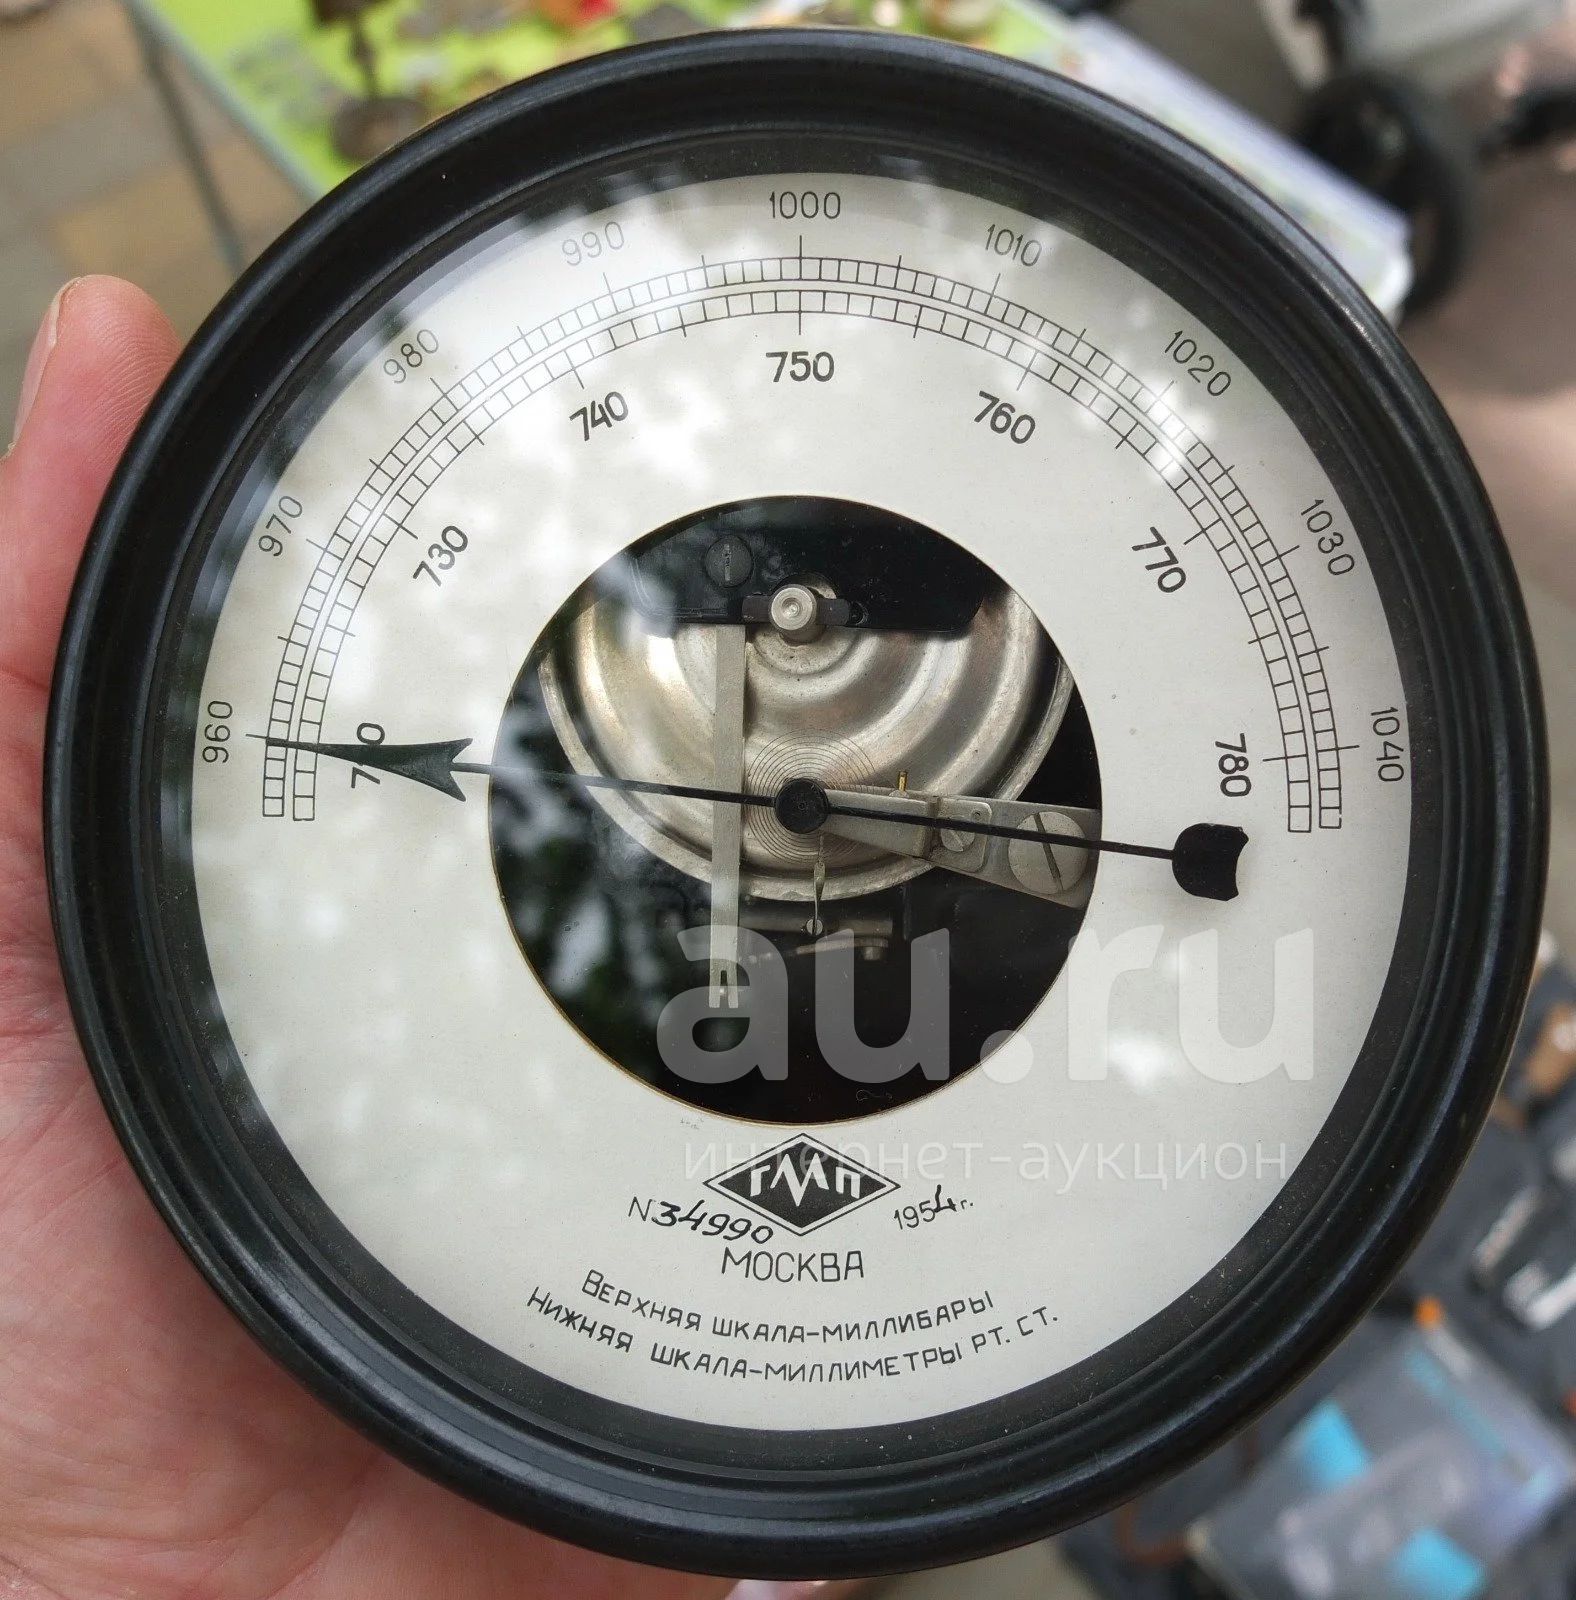 960 970 980 990 1000 1010 1020 1030 1040
730 740 750 760 770 780
au.ru
интернет-аукцион
ГМП
N34990 1954г.
МОСКВА
ВЕРХНЯЯ ШКАЛА-МИЛЛИБАРЫ
НИЖНЯЯ ШКАЛА-МИЛЛИМЕТРЫ РТ. СТ.